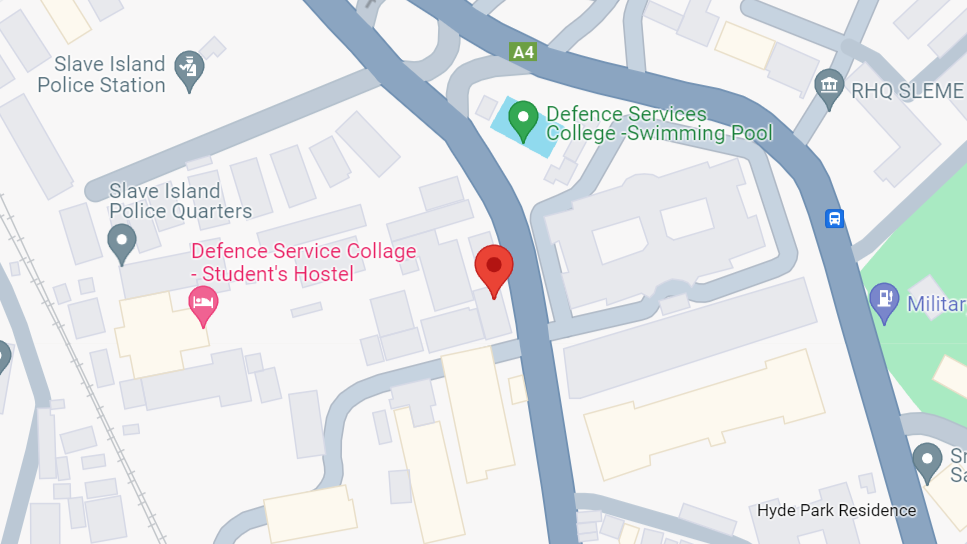 A4
Slave Island
Police Station
RHQ SLEME
Defence Services
College -Swimming Pool
Slave Island
Police Quarters
Defence Service Collage
- Student's Hostel
Militar
Hyde Park Residence